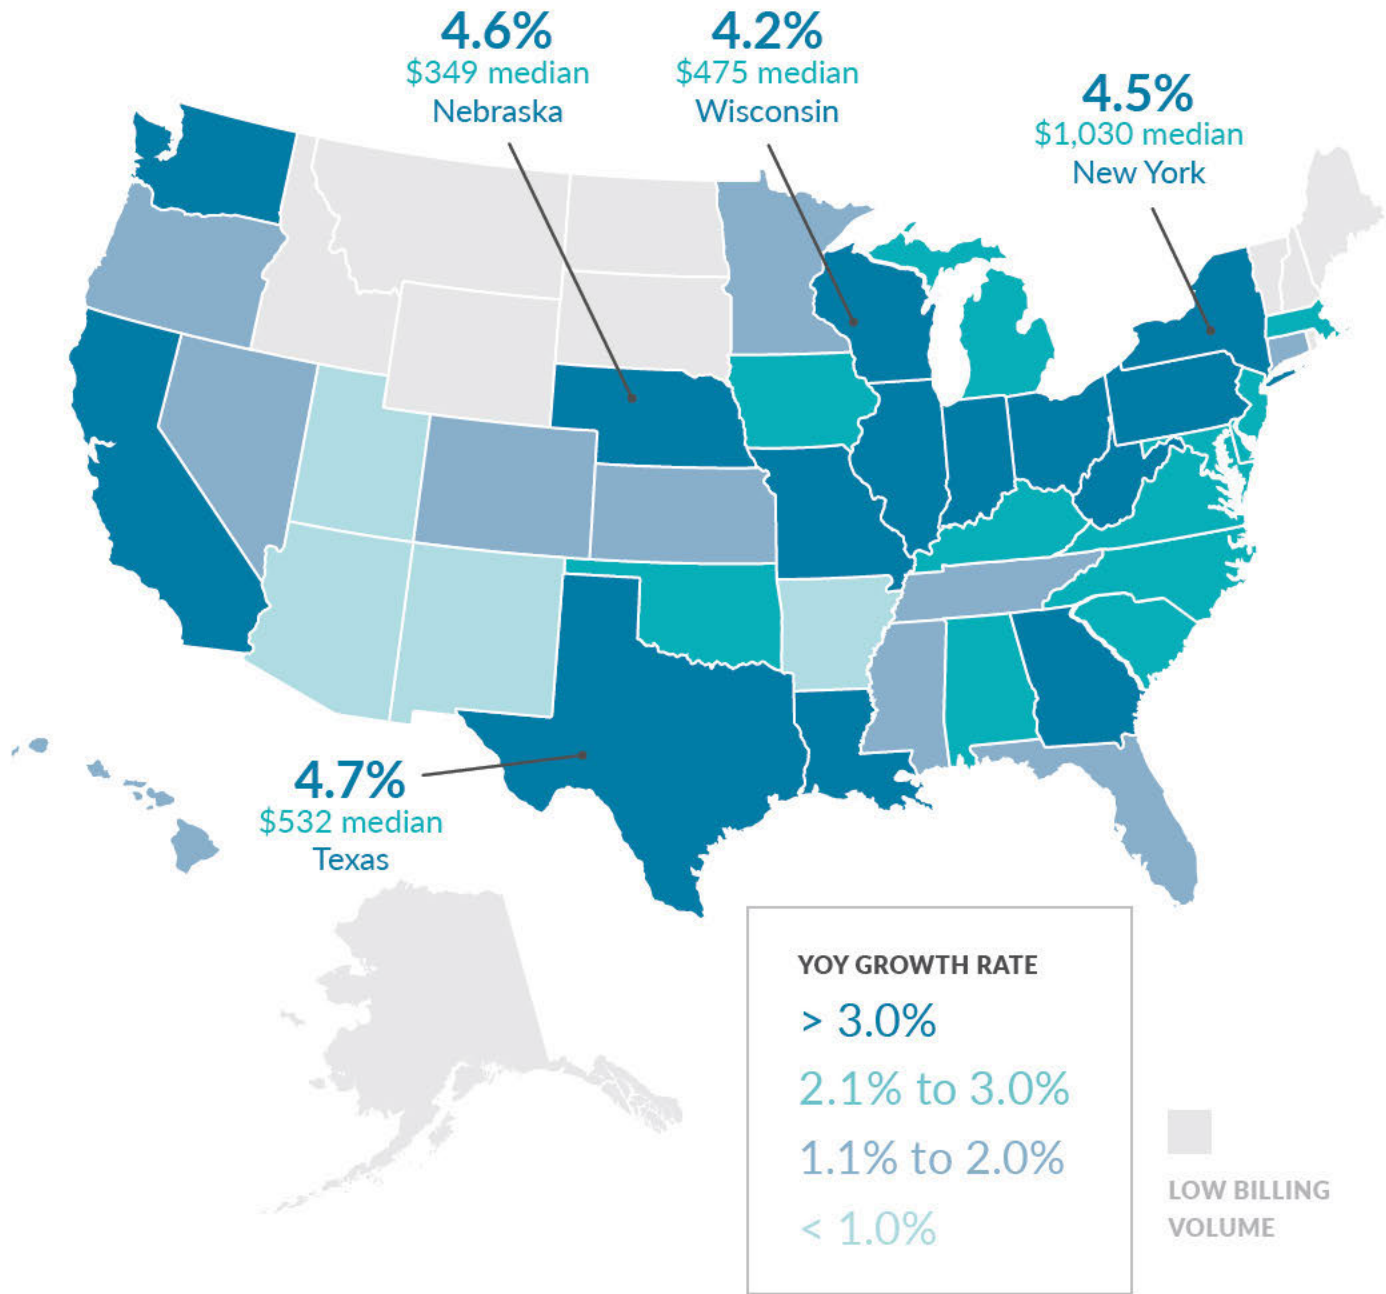 4.6%
$349 median
Nebraska
4.2%
$475 median
Wisconsin
4.5%
$1,030 median
New York
4.7%
$532 median
Texas
YOY GROWTH RATE
> 3.0%
2.1% to 3.0%
1.1% to 2.0%
< 1.0%
LOW BILLING
VOLUME